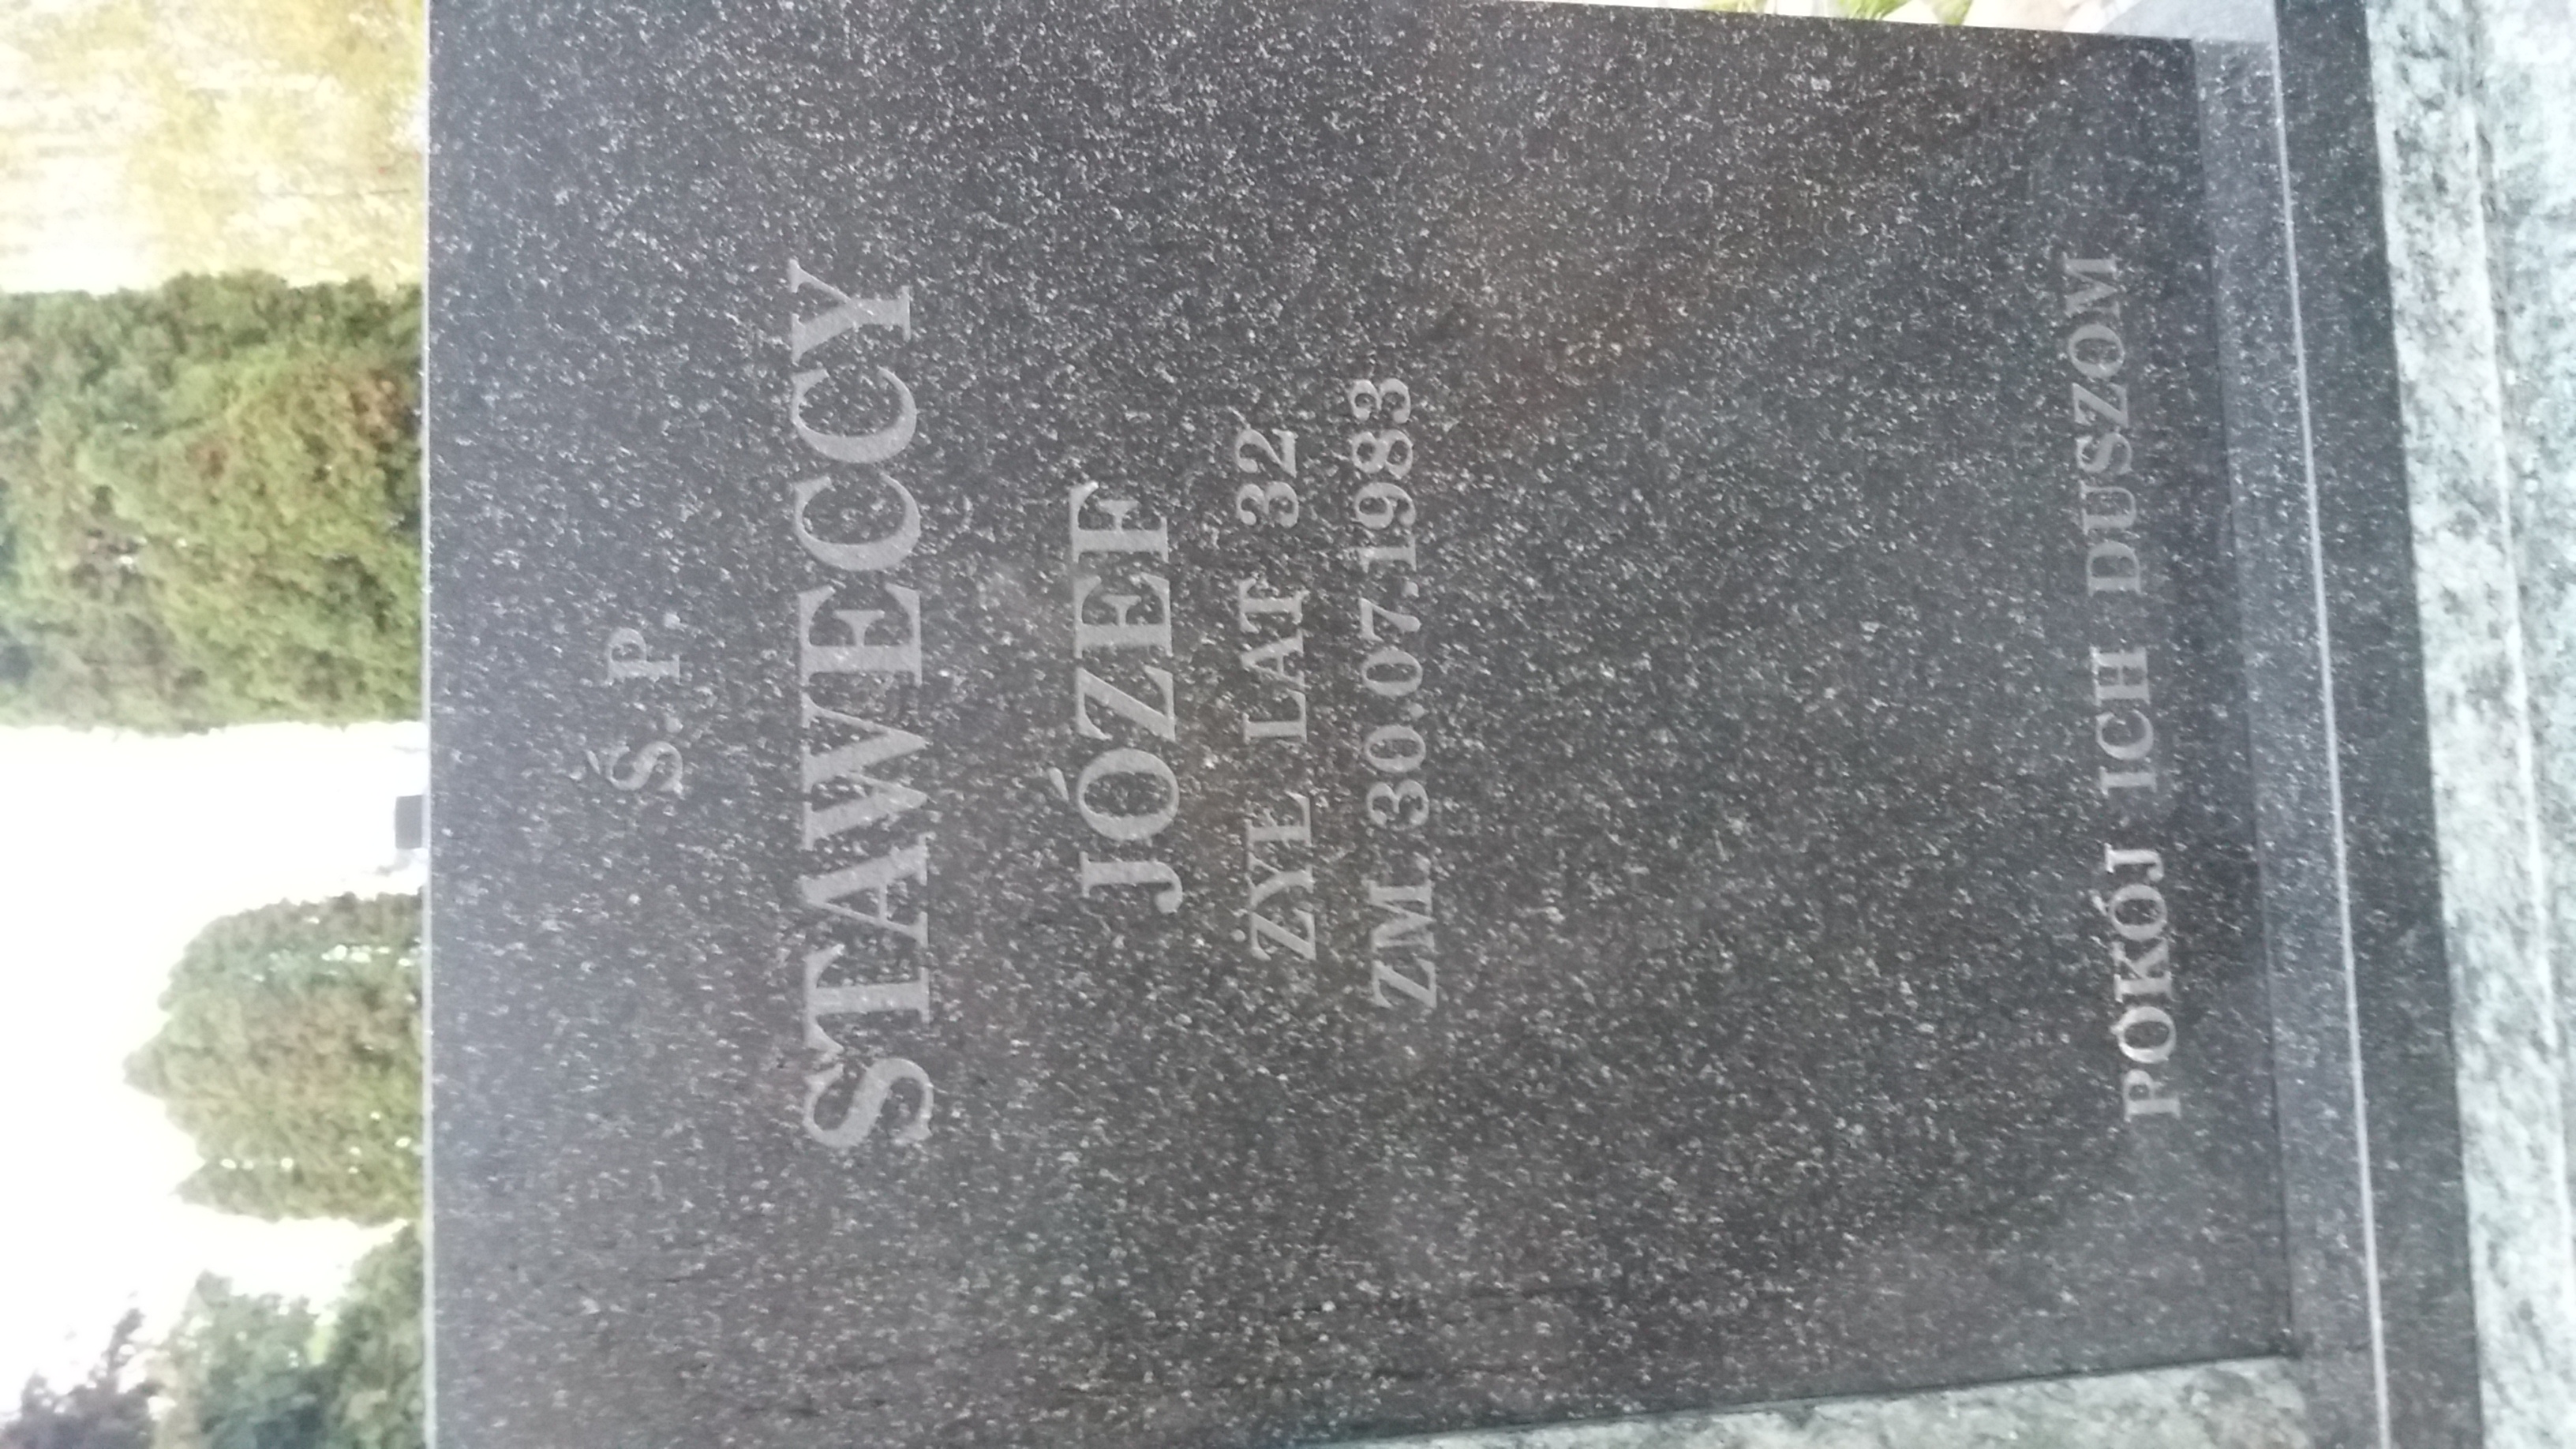 Ś. P.
STAWECCY
JÓZEF
ŻYŁ LAT 32
ZM. 30.07.1983
POKÓJ ICH DUSZOM